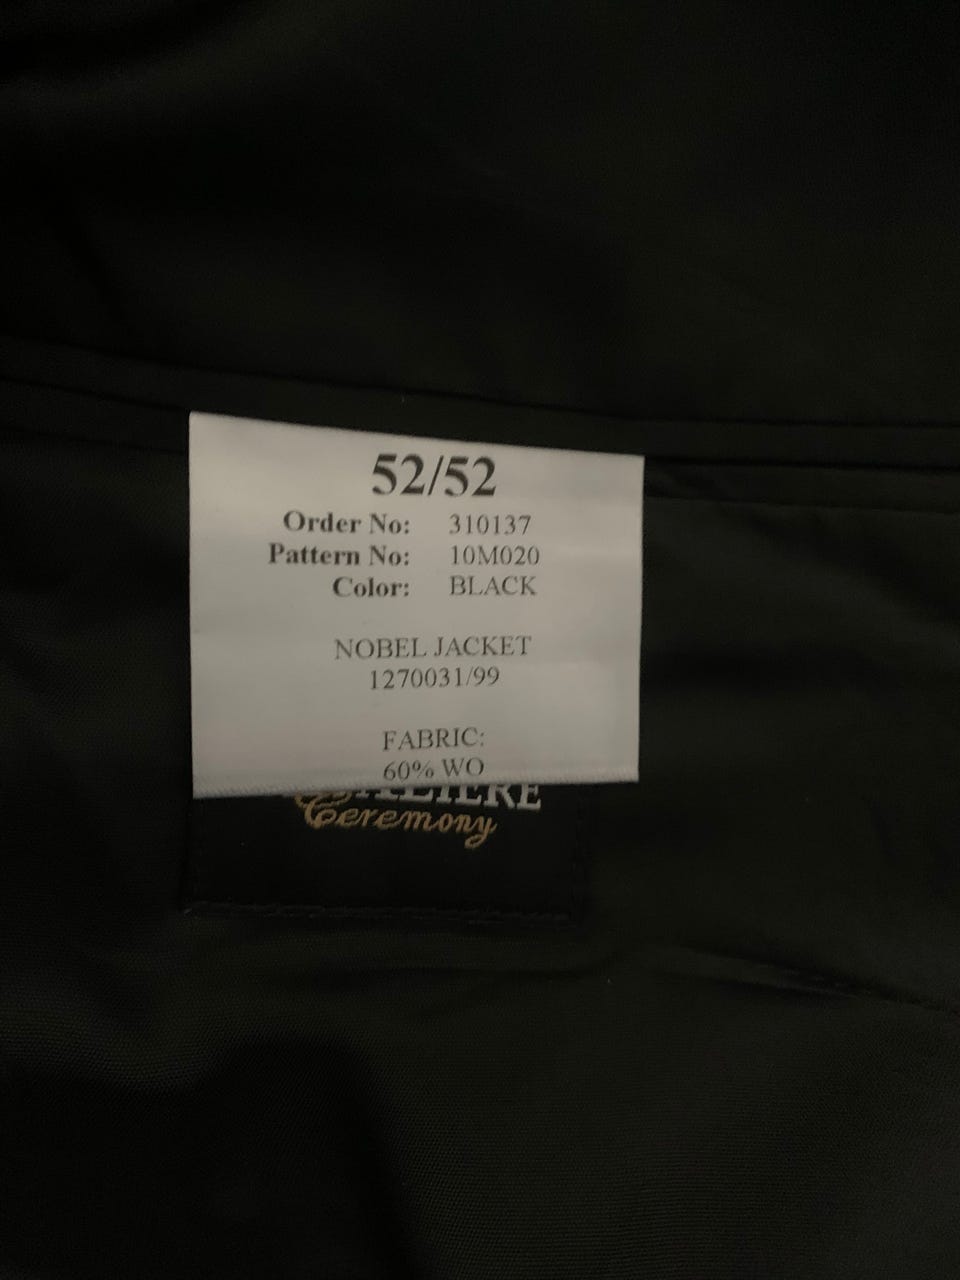 52/52
Order No: 310137
Pattern No: 10M020
Color: BLACK
NOBEL JACKET
1270031/99
FABRIC:
60% WO
Ceremony